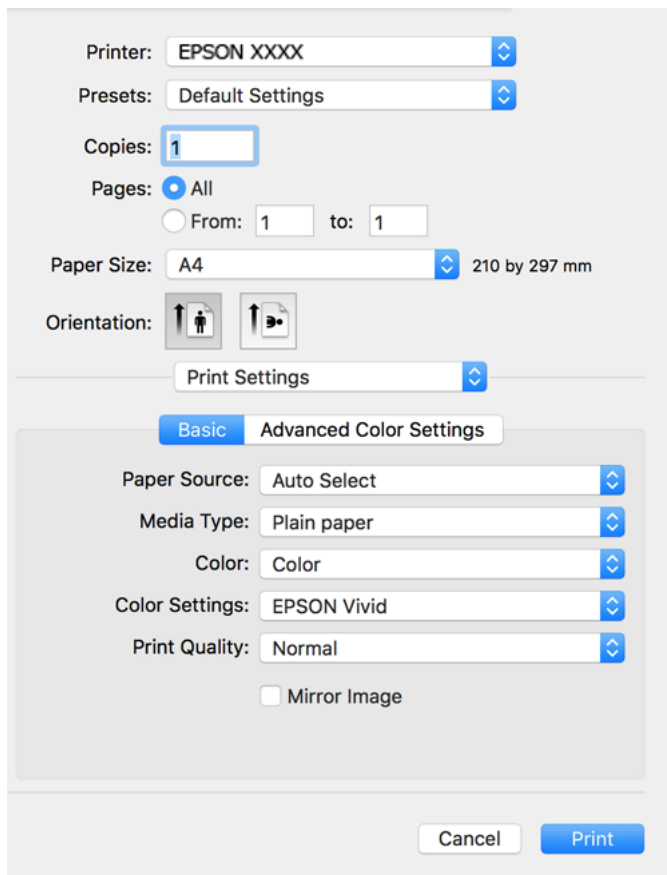 Printer: EPSON XXXX
Presets: Default Settings
Copies: 1
Pages: All
From: 1 to: 1
Paper Size: A4 210 by 297 mm
Orientation:
Print Settings
Basic Advanced Color Settings
Paper Source: Auto Select
Media Type: Plain paper
Color: Color
Color Settings: EPSON Vivid
Print Quality: Normal
Mirror Image
Cancel Print